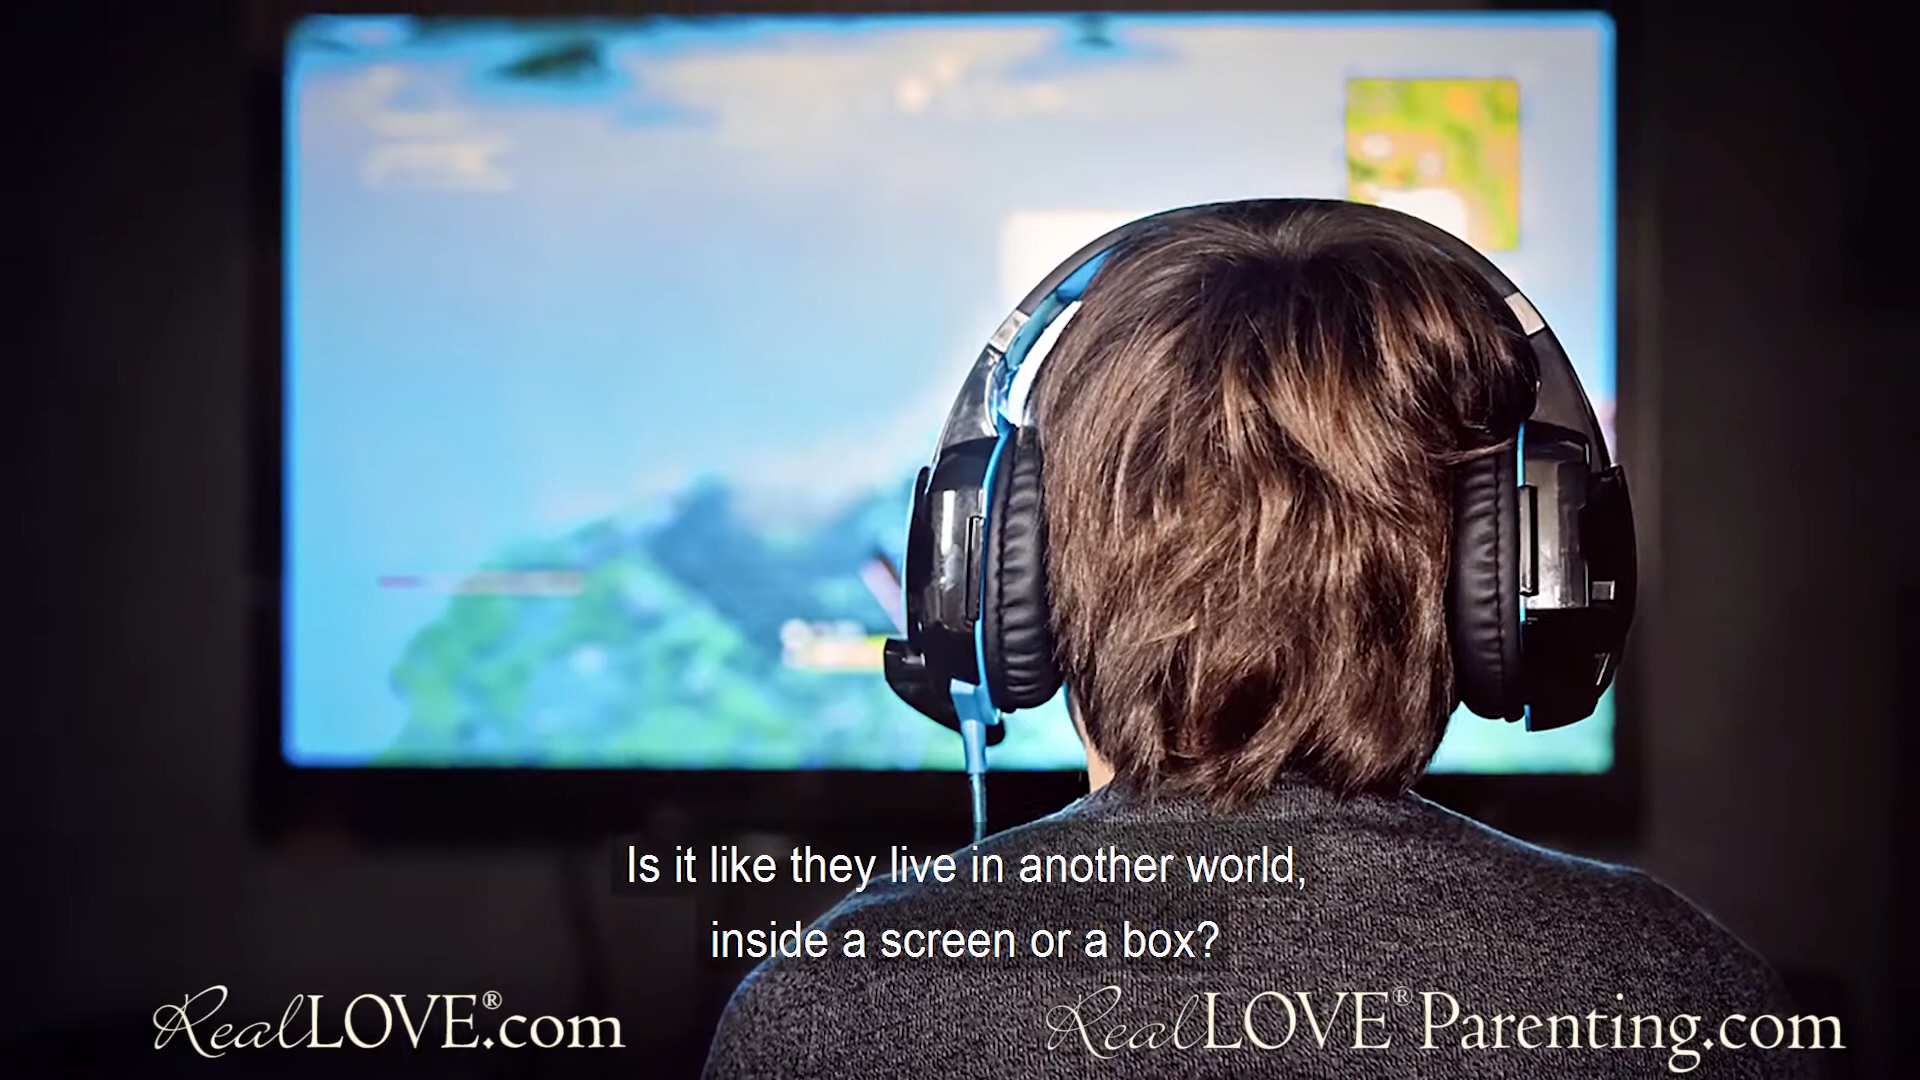 Is it like they live in another world,
inside a screen or a box?
RealLOVE®.com
RealLOVE® Parenting.com